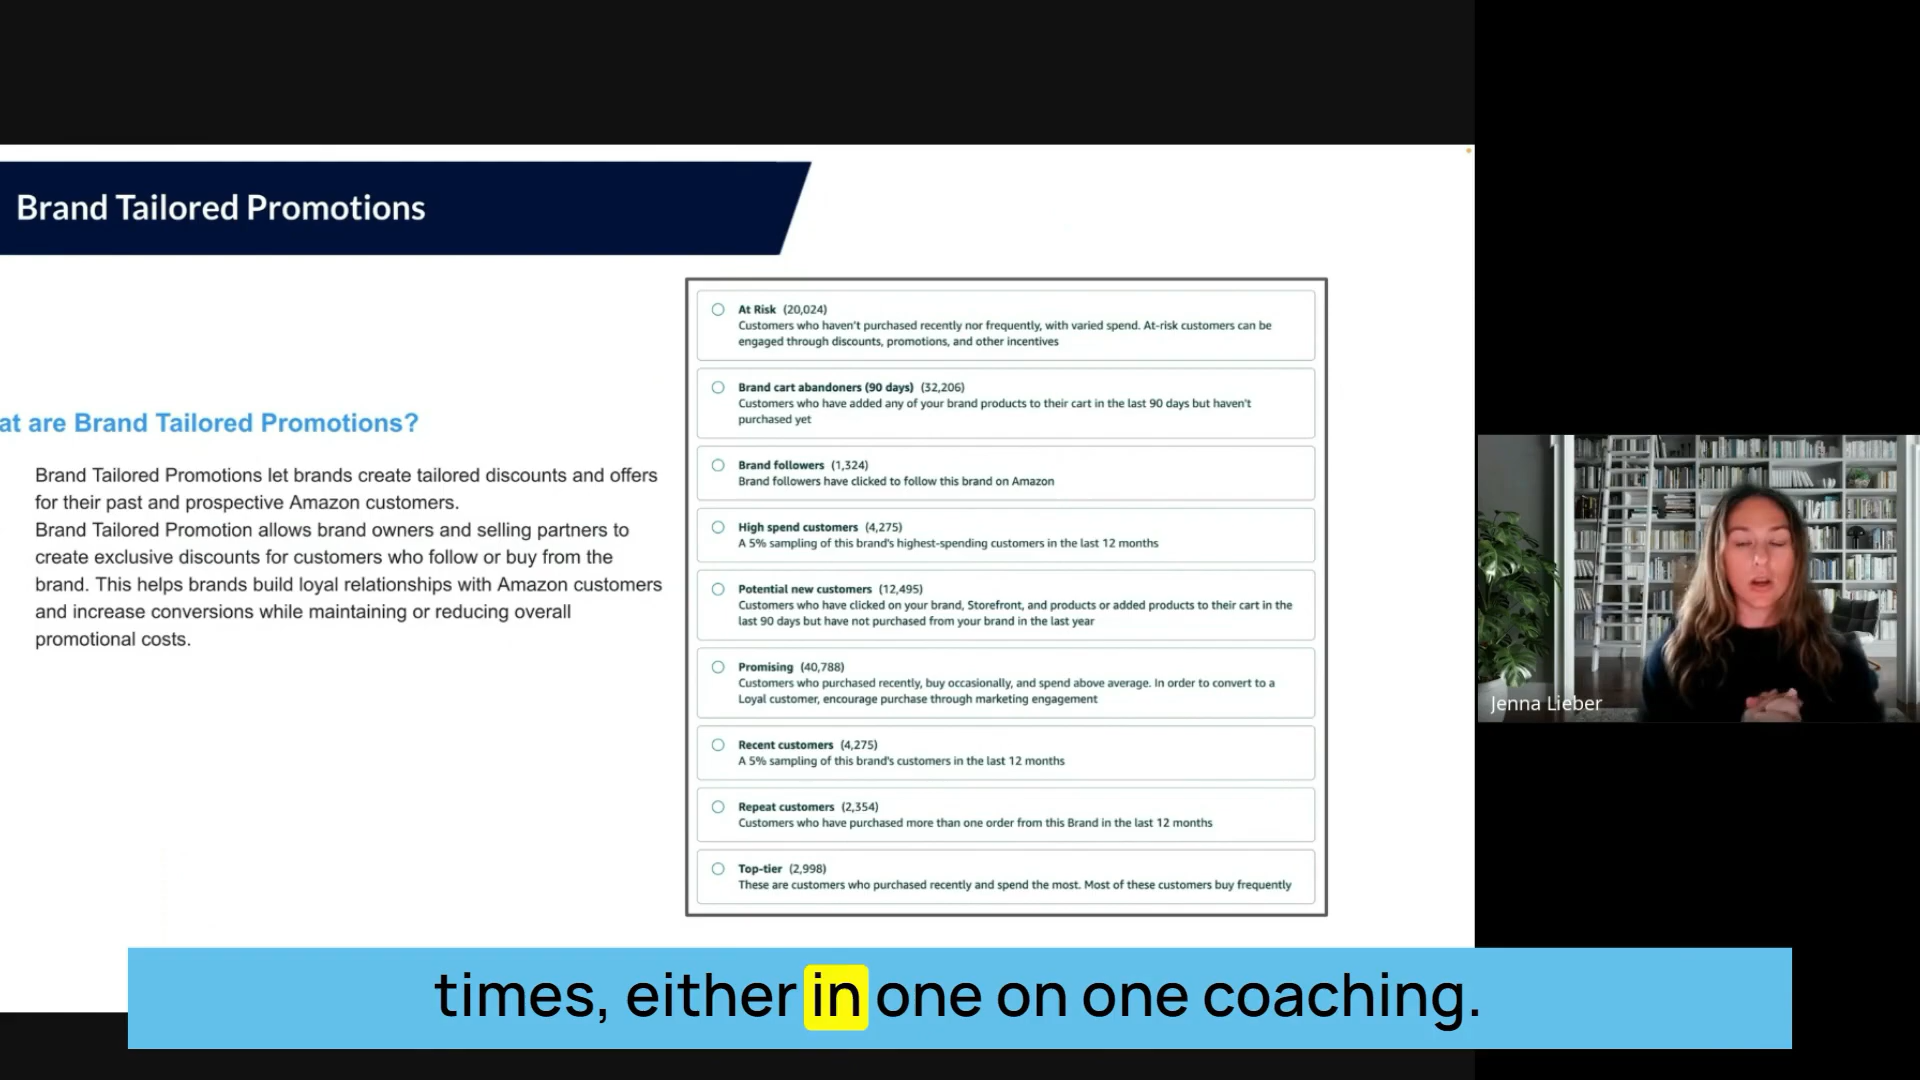 Brand Tailored Promotions
at are Brand Tailored Promotions?
Brand Tailored Promotions let brands create tailored discounts and offers
for their past and prospective Amazon customers.
Brand Tailored Promotion allows brand owners and selling partners to
create exclusive discounts for customers who follow or buy from the
brand. This helps brands build loyal relationships with Amazon customers
and increase conversions while maintaining or reducing overall
promotional costs.
At Risk (20,024)
Customers who haven't purchased recently nor frequently, with varied spend. At-risk customers can be
engaged through discounts, promotions, and other incentives
Brand cart abandoners (90 days) (32,206)
Customers who have added any of your brand products to their cart in the last 90 days but haven't
purchased yet
Brand followers (1,324)
Brand followers have clicked to follow this brand on Amazon
High spend customers (4,275)
A 5% sampling of this brand's highest-spending customers in the last 12 months
Potential new customers (12,495)
Customers who have clicked on your brand, Storefront, and products or added products to their cart in the
last 90 days but have not purchased from your brand in the last year
Promising (40,788)
Customers who purchased recently, buy occasionally, and spend above average. In order to convert to a
Loyal customer, encourage purchase through marketing engagement
Recent customers (4,275)
A 5% sampling of this brand's customers in the last 12 months
Repeat customers (2,354)
Customers who have purchased more than one order from this Brand in the last 12 months
Top-tier (2,998)
These are customers who purchased recently and spend the most. Most of these customers buy frequently
Jenna Lieber
times, either in one on one coaching.